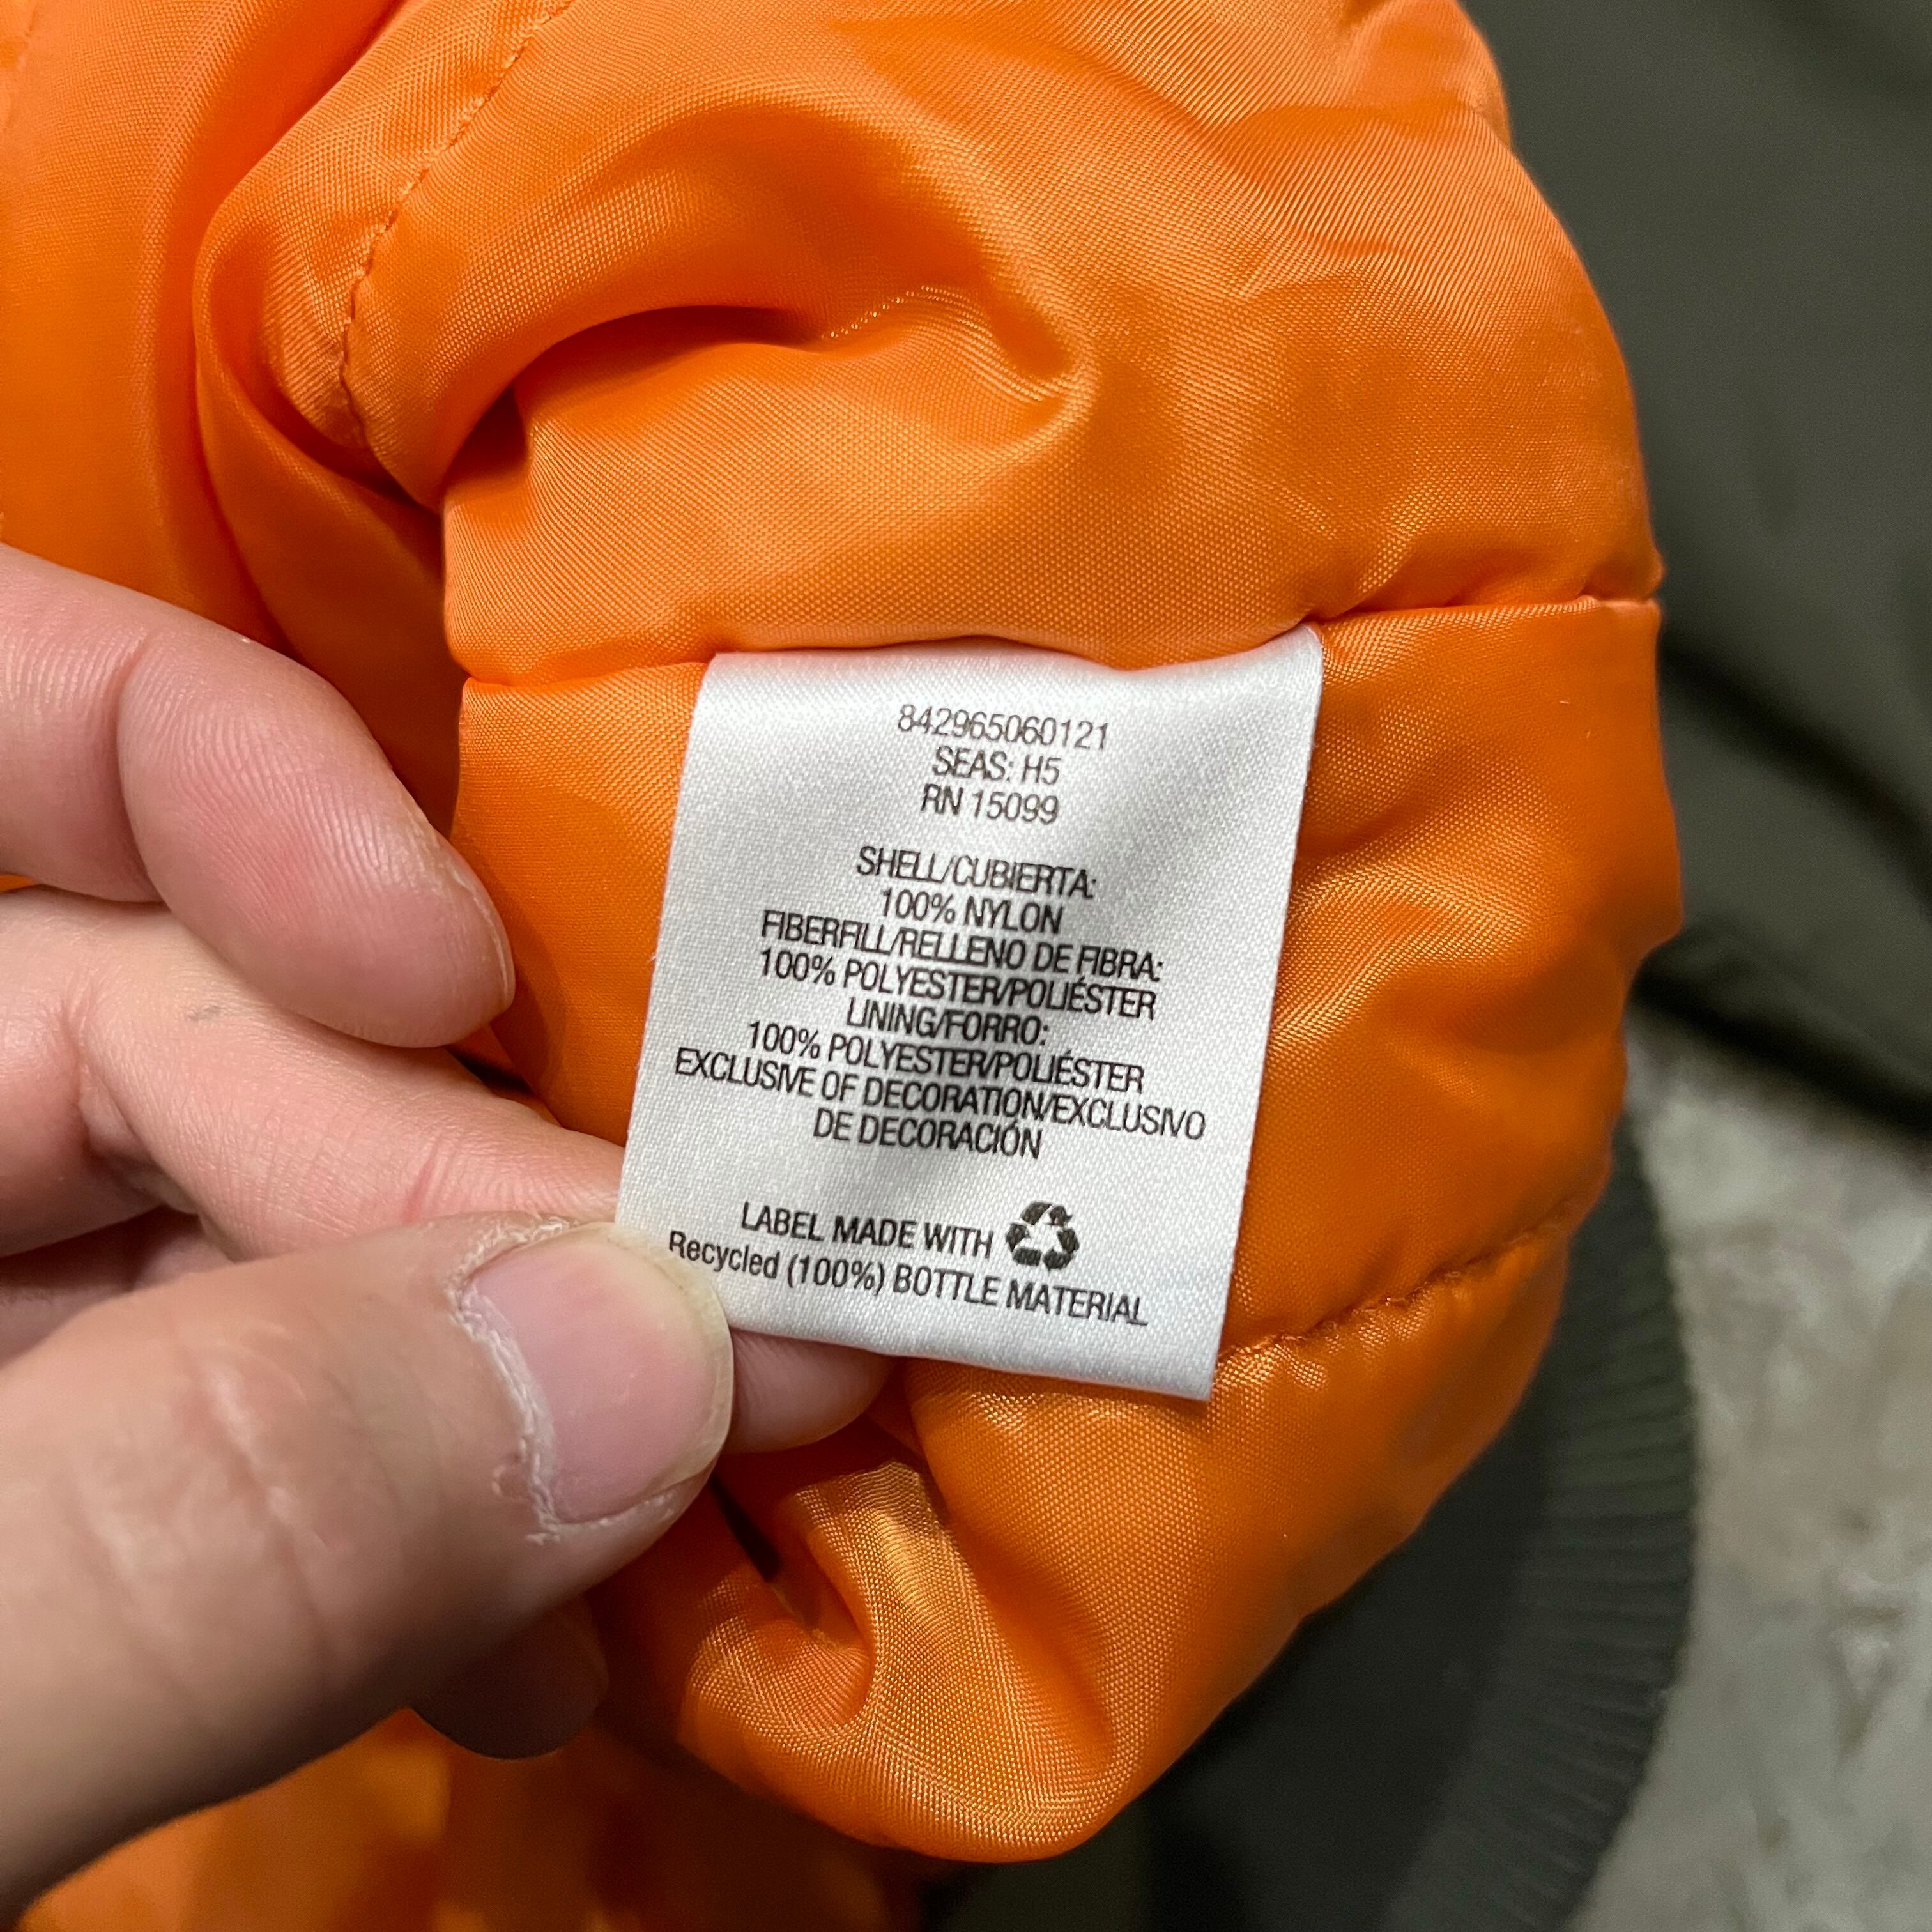 842965060121
SEAS: H5
RN 15099
SHELL/CUBIERTA:
100% NYLON
FIBERFILL/RELLENO DE FIBRA:
100% POLYESTER/POLIÉSTER
LINING/FORRO:
100% POLYESTER/POLIÉSTER
EXCLUSIVE OF DECORATION/EXCLUSIVO
DE DECORACIÓN
LABEL MADE WITH
Recycled (100%) BOTTLE MATERIAL